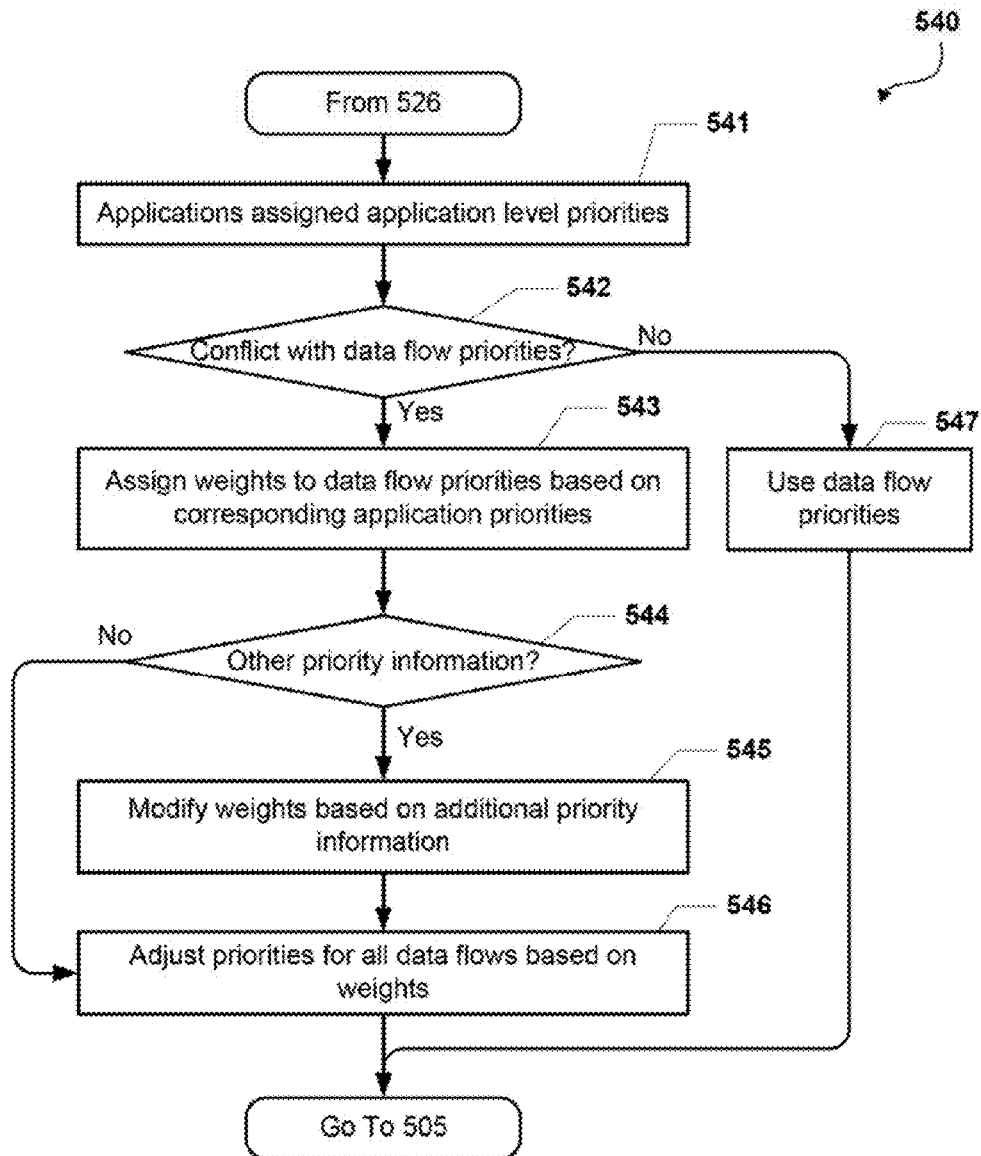 540
From 526
541
Applications assigned application level priorities
542
Conflict with data flow priorities?
No
Yes
543
547
Assign weights to data flow priorities based on
corresponding application priorities
Use data flow
priorities
544
No
Other priority information?
Yes
545
Modify weights based on additional priority
information
546
Adjust priorities for all data flows based on
weights
Go To 505